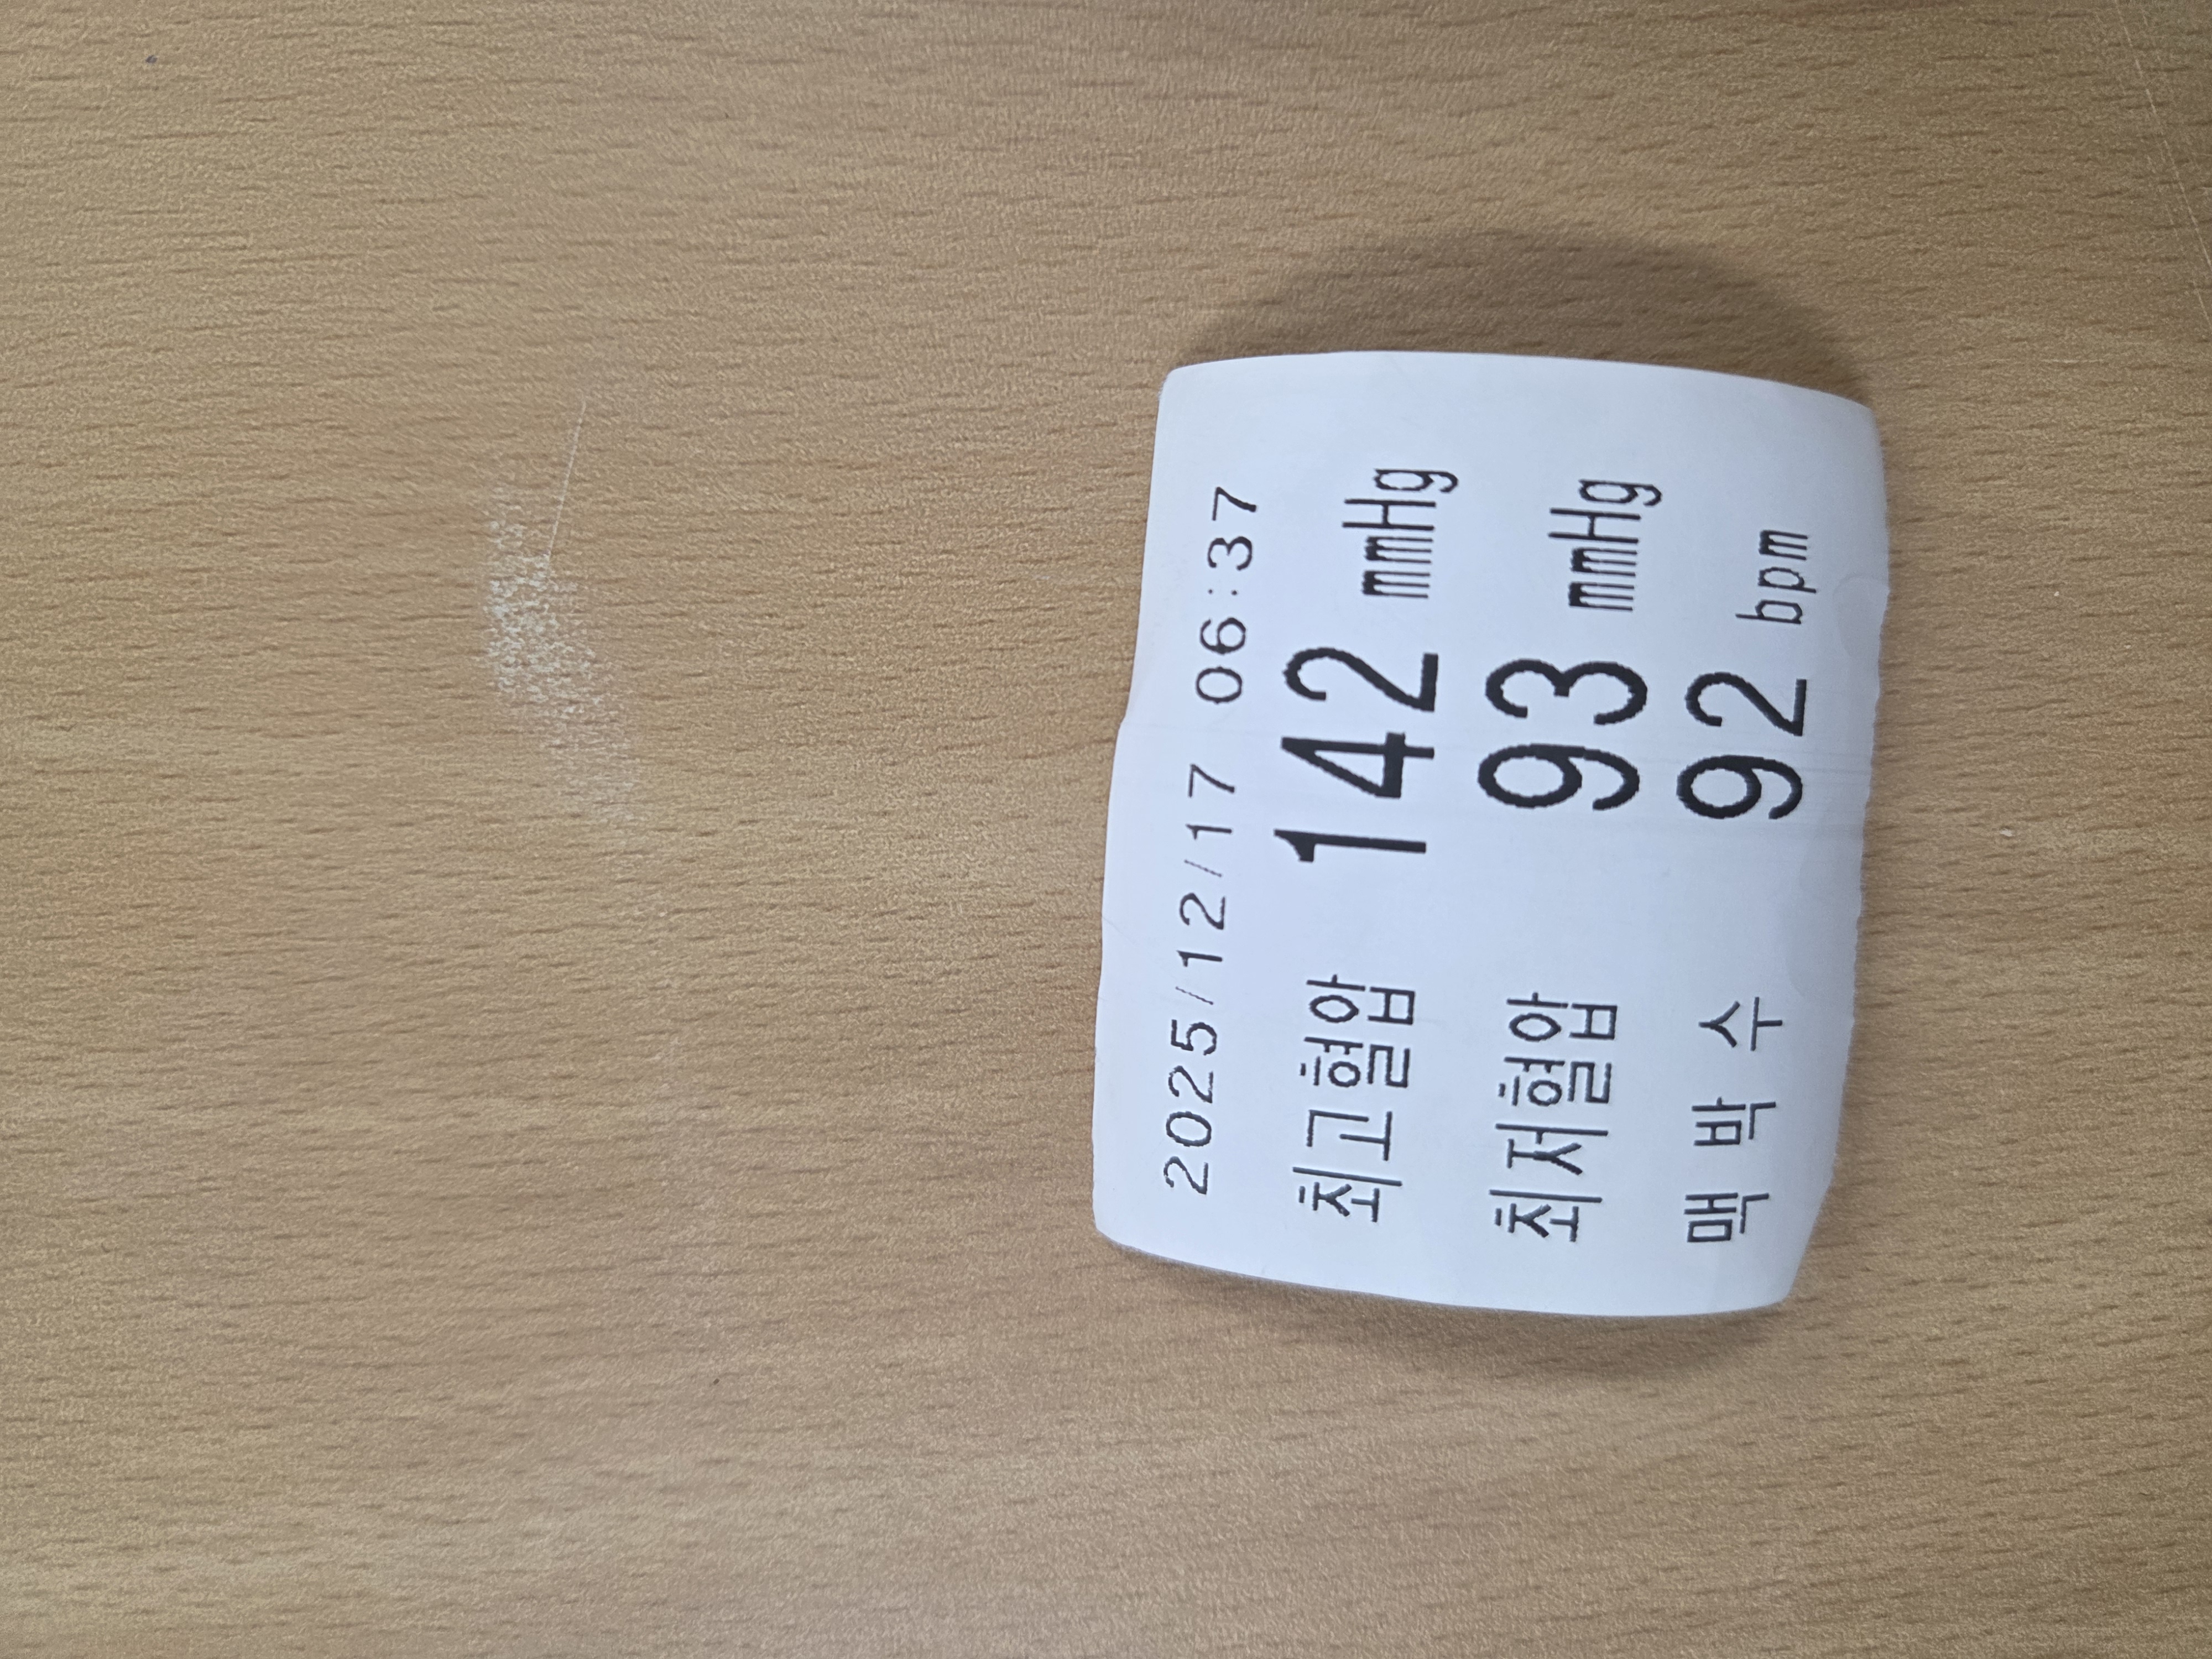 2025/12/17 06:37
최고혈압 142 mmHg
최저혈압 93 mmHg
맥 박 수 92 bpm